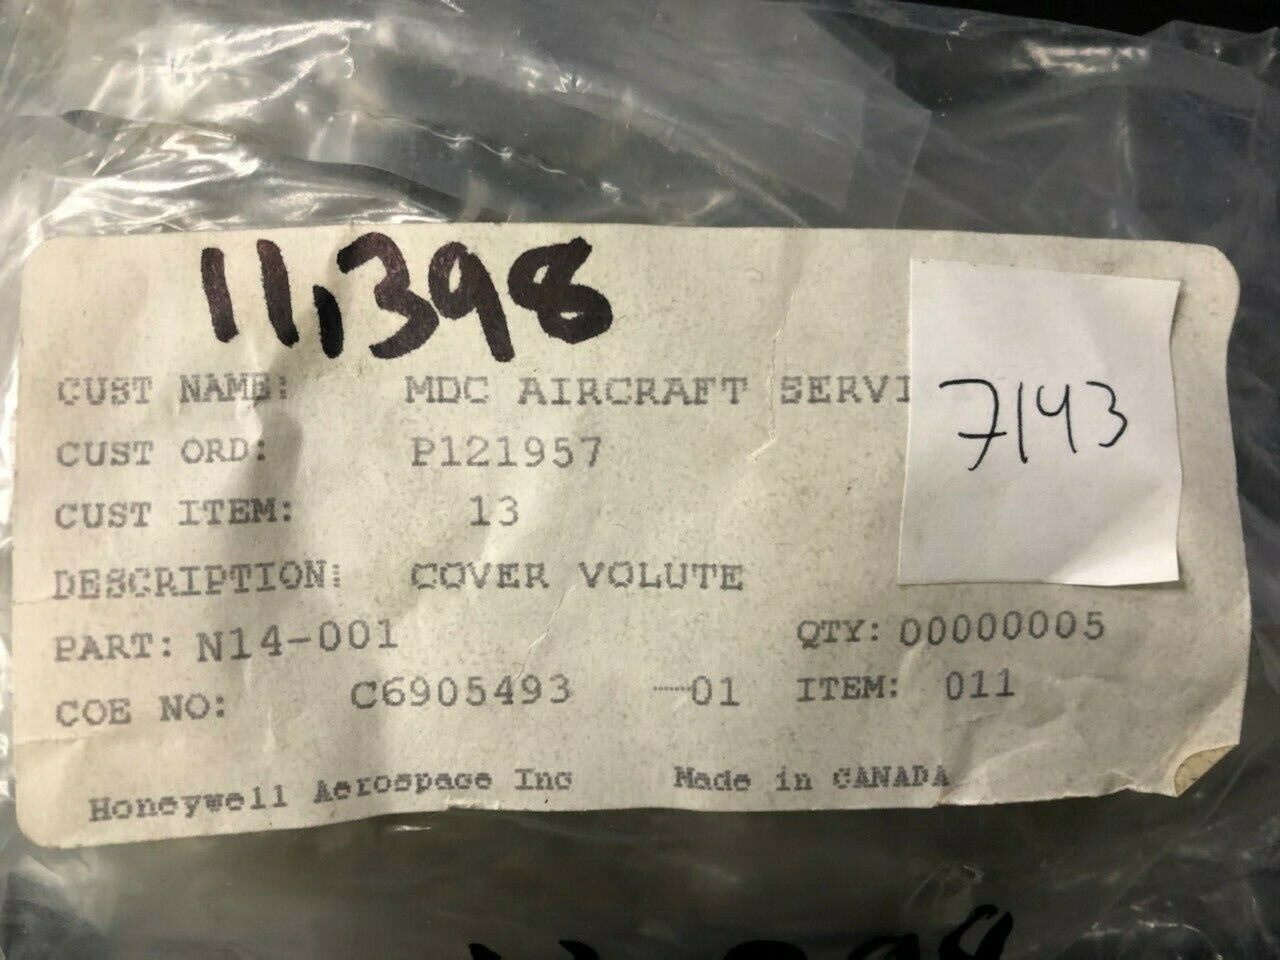 11,398
CUST NAME: MDC AIRCRAFT SERVI
7143
CUST ORD: P121957
CUST ITEM: 13
DESCRIPTION: COVER VOLUTE
PART: N14-001 QTY: 00000005
COE NO: C6905493 -01 ITEM: 011
Honeywell Aerospace Inc Made in CANADA